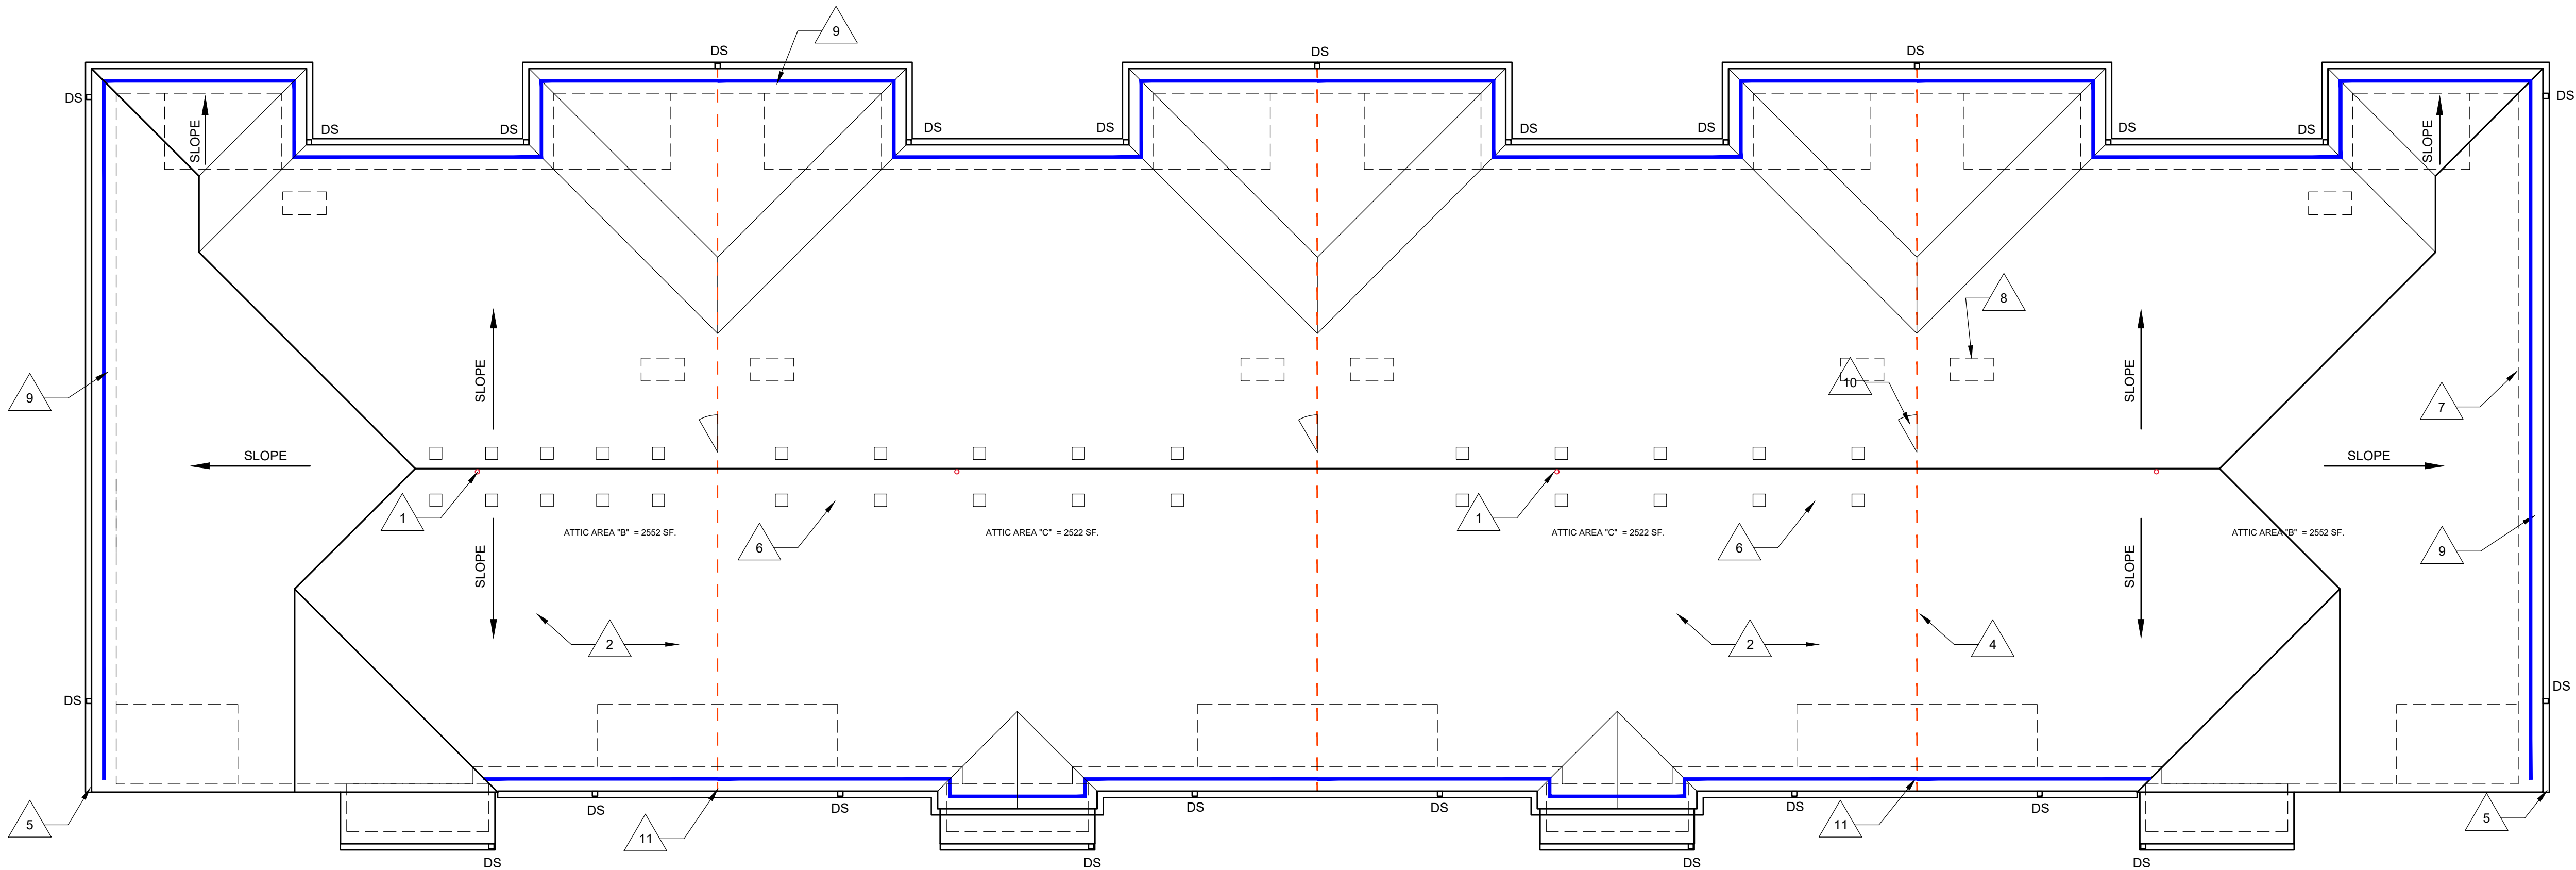 9
DS
DS
DS
DS
DS
DS
DS
DS
DS
DS
DS
DS
DS
SLOPE
SLOPE
8
SLOPE
SLOPE
10
9
7
SLOPE
SLOPE
1
1
ATTIC AREA "B"  = 2552 SF.
ATTIC AREA "C"  = 2522 SF.
ATTIC AREA "C"  = 2522 SF.
ATTIC AREA "B"  = 2552 SF.
6
6
9
SLOPE
SLOPE
2
2
4
DS
DS
5
DS
DS
11
DS
DS
DS
DS
11
5
DS
DS
DS
DS